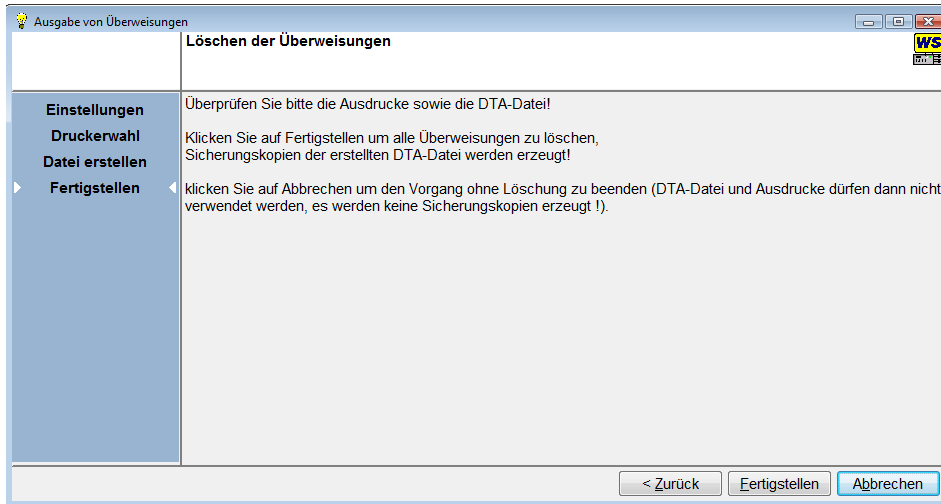 Ausgabe von Überweisungen
Löschen der Überweisungen
WS
Einstellungen
Druckerwahl
Datei erstellen
Fertigstellen
Überprüfen Sie bitte die Ausdrucke sowie die DTA-Datei!
Klicken Sie auf Fertigstellen um alle Überweisungen zu löschen,
Sicherungskopien der erstellten DTA-Datei werden erzeugt!
klicken Sie auf Abbrechen um den Vorgang ohne Löschung zu beenden (DTA-Datei und Ausdrucke dürfen dann nicht
verwendet werden, es werden keine Sicherungskopien erzeugt !).
< Zurück
Fertigstellen
Abbrechen